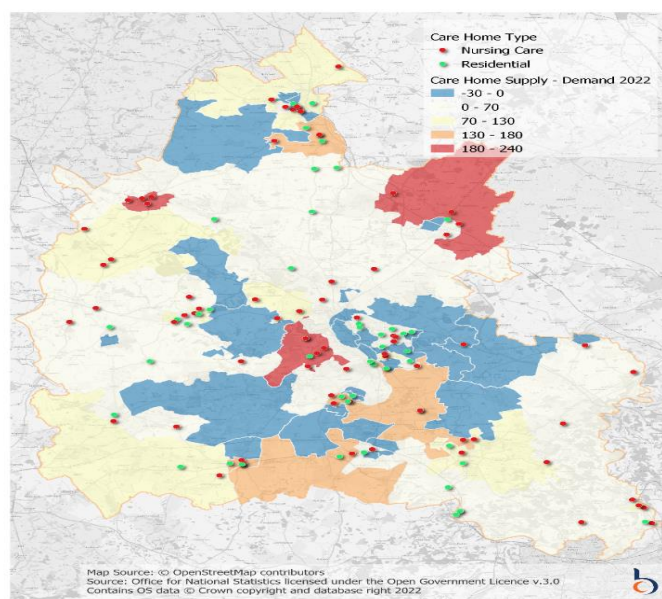 Care Home Type
Nursing Care
Residential
Care Home Supply - Demand 2022
-30 - 0
0 - 70
70 - 130
130 - 180
180 - 240
Map Source: © OpenStreetMap contributors
Source: Office for National Statistics licensed under the Open Government Licence v.3.0
Contains OS data © Crown copyright and database right 2022